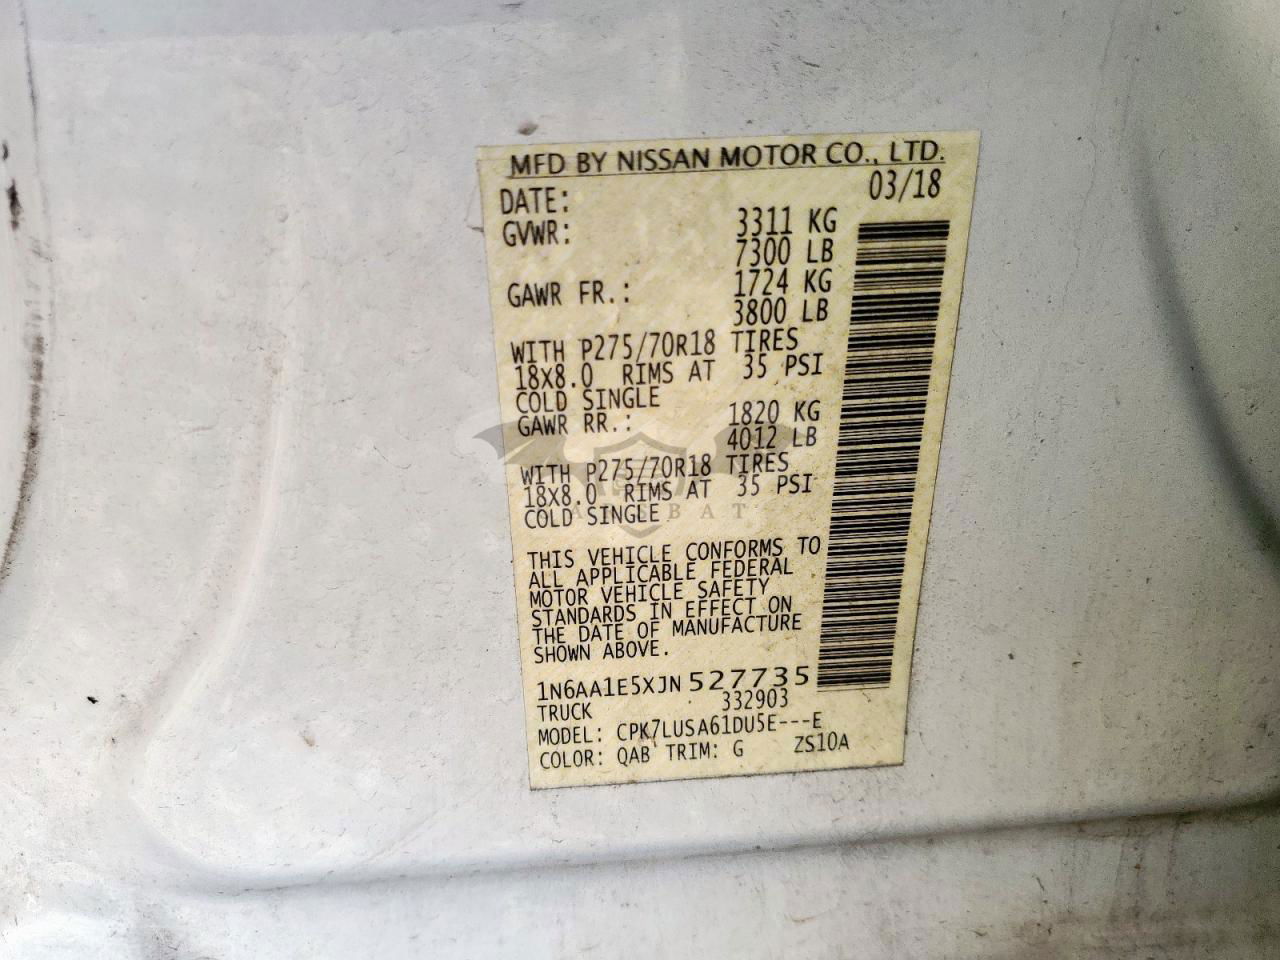 MFD BY NISSAN MOTOR CO., LTD.
DATE: 03/18
GVWR: 3311 KG
7300 LB
GAWR FR.: 1724 KG
3800 LB
WITH P275/70R18 TIRES
18X8.0 RIMS AT 35 PSI
COLD SINGLE
GAWR RR.: 1820 KG
4012 LB
WITH P275/70R18 TIRES
18X8.0 RIMS AT 35 PSI
COLD SINGLE
THIS VEHICLE CONFORMS TO
ALL APPLICABLE FEDERAL
MOTOR VEHICLE SAFETY
STANDARDS IN EFFECT ON
THE DATE OF MANUFACTURE
SHOWN ABOVE.
1N6AA1E5XJN527735
TRUCK 332903
MODEL: CPK7LUSA61DU5E---E
COLOR: QAB TRIM: G ZS10A